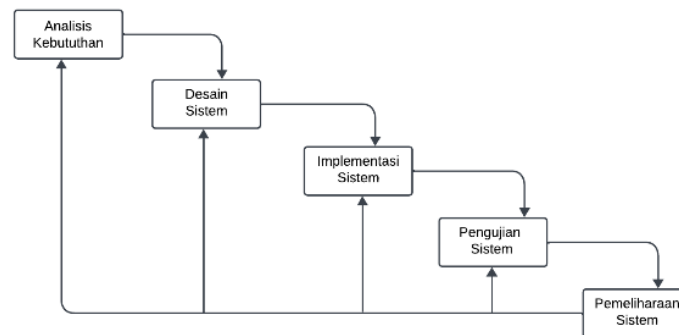 Analisis
Kebututhan
Desain
Sistem
Implementasi
Sistem
Pengujian
Sistem
Pemeliharaan
Sistem